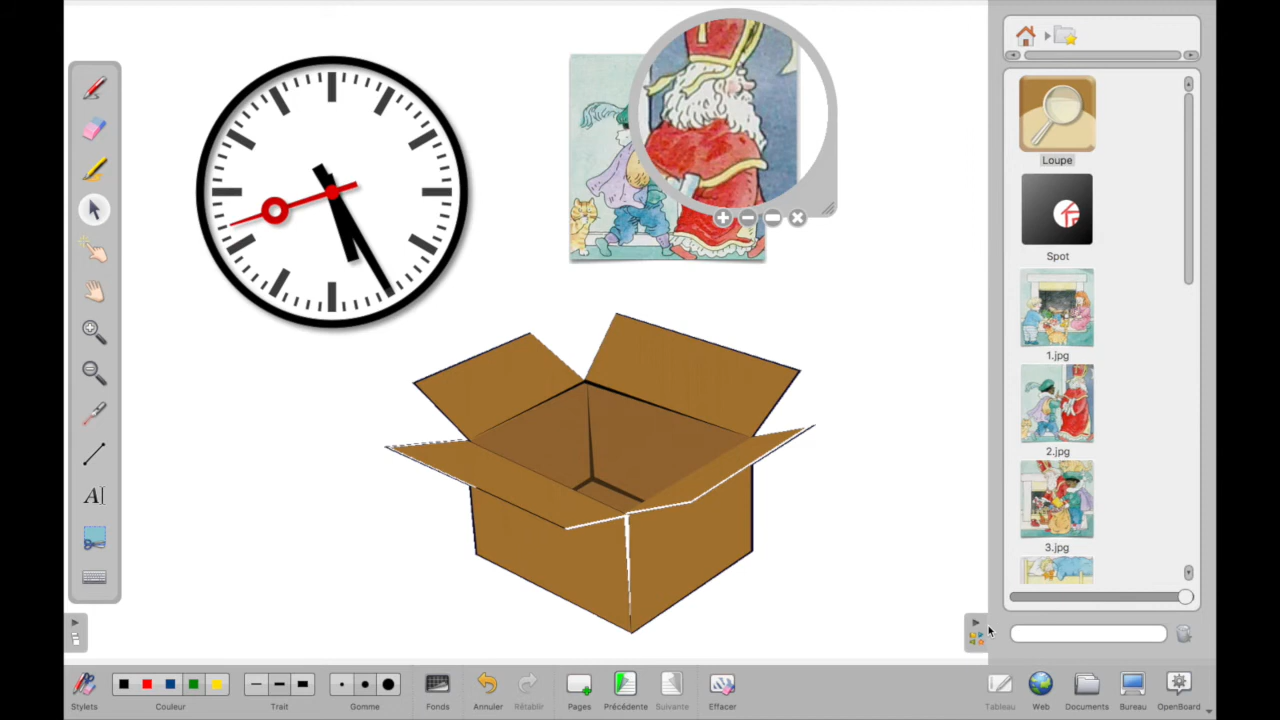 Loupe
Spot
1.jpg
2.jpg
3.jpg
A
Stylets
Couleur
Trait
Gomme
Fonds
Annuler
Rétablir
Pages
Précédente
Suivante
Effacer
Tableau
Web
Documents
Bureau
OpenBoard